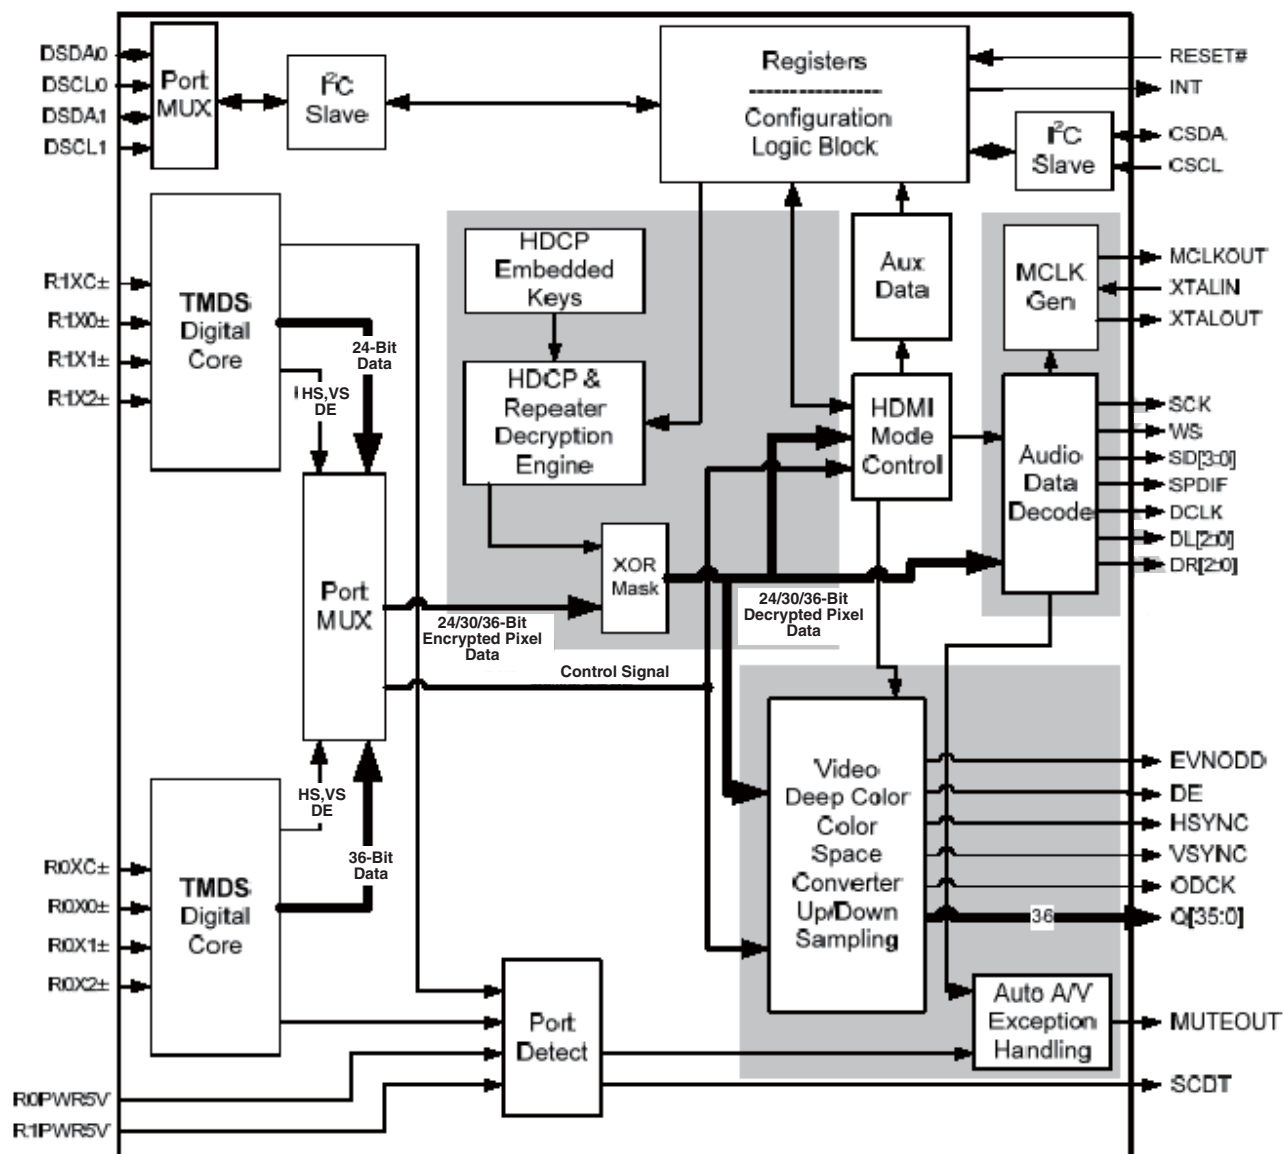 DSDA0
DSCL0
DSDA1
DSCL1
Port
MUX
I²C
Slave
Registers
Configuration
Logic Block
RESET#
INT
I²C
Slave
CSDA
CSCL
R1XC±
R1X0±
R1X1±
R1X2±
TMDS
Digital
Core
24-Bit
Data
HS,VS
DE
HDCP
Embedded
Keys
HDCP &
Repeater
Decryption
Engine
XOR
Mask
Aux
Data
HDMI
Mode
Control
MCLK
Gen
MCLKOUT
XTALIN
XTALOUT
Audio
Data
Decode
SCK
WS
SD[3:0]
SPDIF
DCLK
DL[2:0]
DR[2:0]
Port
MUX
24/30/36-Bit
Encrypted Pixel
Data
24/30/36-Bit
Decrypted Pixel
Data
Control Signal
HS,VS
DE
36-Bit
Data
R0XC±
R0X0±
R0X1±
R0X2±
TMDS
Digital
Core
Video
Deep Color
Color
Space
Converter
Up/Down
Sampling
EVNODD
DE
HSYNC
VSYNC
ODCK
36
Q[35:0]
Port
Detect
Auto A/V
Exception
Handling
MUTEOUT
SCDT
R0PWR5V
R1PWR5V